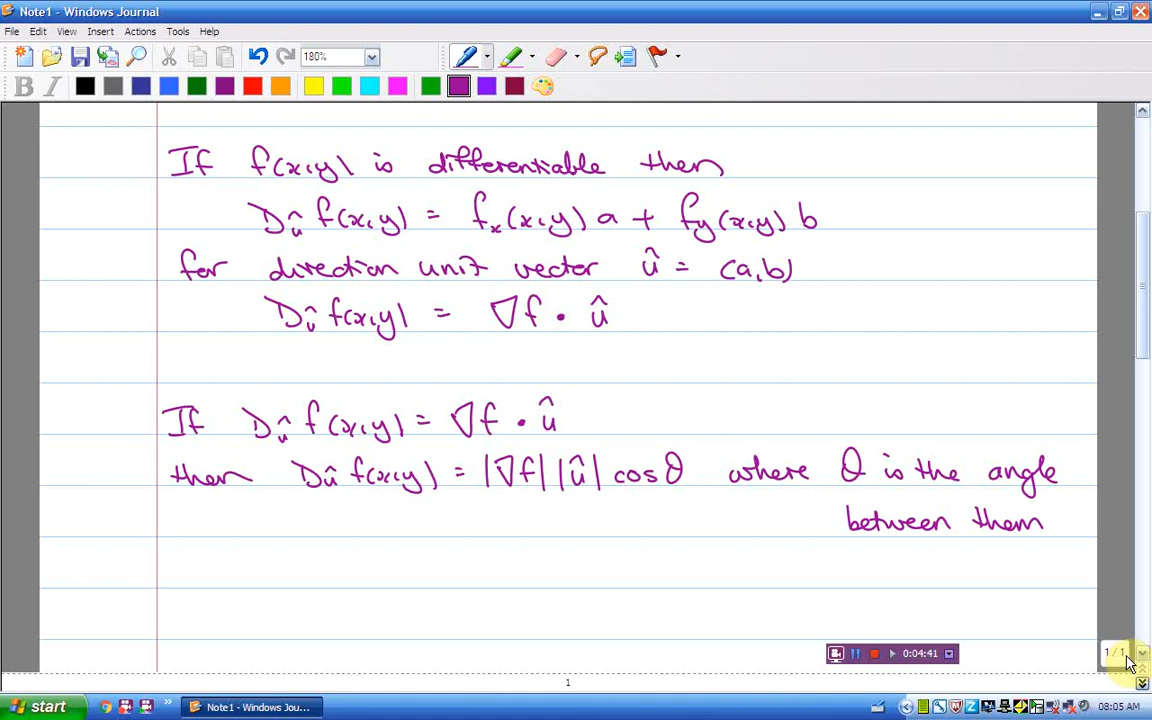 Note1 - Windows Journal
File Edit View Insert Actions Tools Help
180%
B I
If f(x,y) is differentiable then
Dû f(x,y) = fx(x,y) a + fy(x,y) b
for direction unit vector û = (a,b)
Dû f(x,y) = ∇f • û
If Dû f(x,y) = ∇f • û
then Dû f(x,y) = |∇f| |û| cos θ where θ is the angle
between them
0:04:41
1 / 1
1
start
Note1 - Windows Jou...
08:05 AM